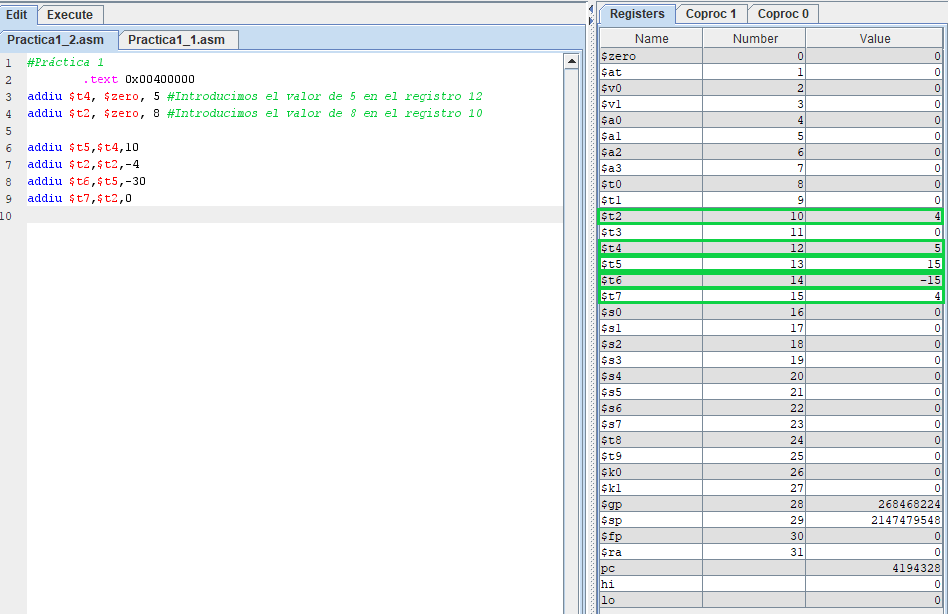 Edit Execute
Practica1_2.asm Practica1_1.asm
1 #Práctica 1
2 .text 0x00400000
3 addiu $t4, $zero, 5 #Introducimos el valor de 5 en el registro 12
4 addiu $t2, $zero, 8 #Introducimos el valor de 8 en el registro 10
5
6 addiu $t5,$t4,10
7 addiu $t2,$t2,-4
8 addiu $t6,$t5,-30
9 addiu $t7,$t2,0
10
Registers Coproc 1 Coproc 0
Name Number Value
$zero 0 0
$at 1 0
$v0 2 0
$v1 3 0
$a0 4 0
$a1 5 0
$a2 6 0
$a3 7 0
$t0 8 0
$t1 9 0
$t2 10 4
$t3 11 0
$t4 12 5
$t5 13 15
$t6 14 -15
$t7 15 4
$s0 16 0
$s1 17 0
$s2 18 0
$s3 19 0
$s4 20 0
$s5 21 0
$s6 22 0
$s7 23 0
$t8 24 0
$t9 25 0
$k0 26 0
$k1 27 0
$gp 28 268468224
$sp 29 2147479548
$fp 30 0
$ra 31 0
pc 4194328
hi 0
lo 0